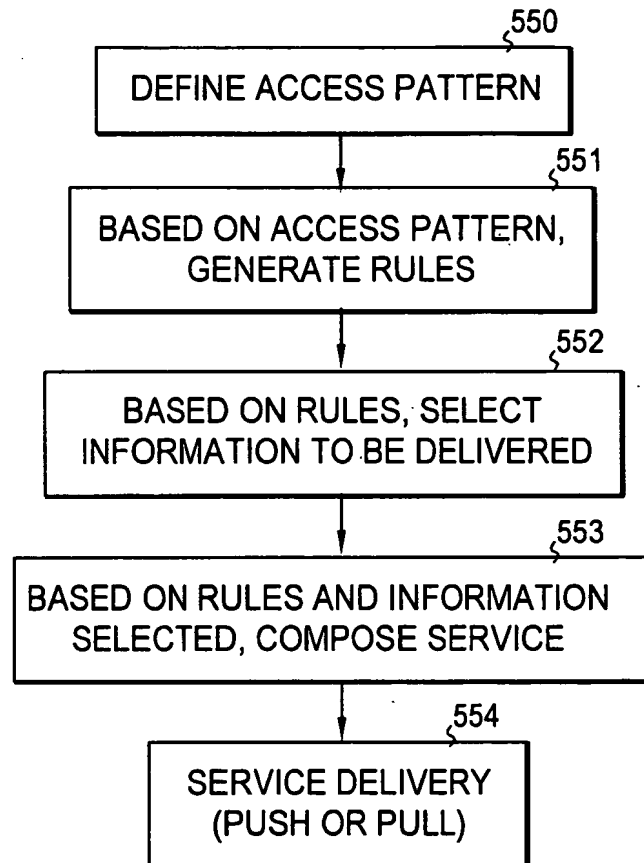 550
DEFINE ACCESS PATTERN
551
BASED ON ACCESS PATTERN,
GENERATE RULES
552
BASED ON RULES, SELECT
INFORMATION TO BE DELIVERED
553
BASED ON RULES AND INFORMATION
SELECTED, COMPOSE SERVICE
554
SERVICE DELIVERY
(PUSH OR PULL)